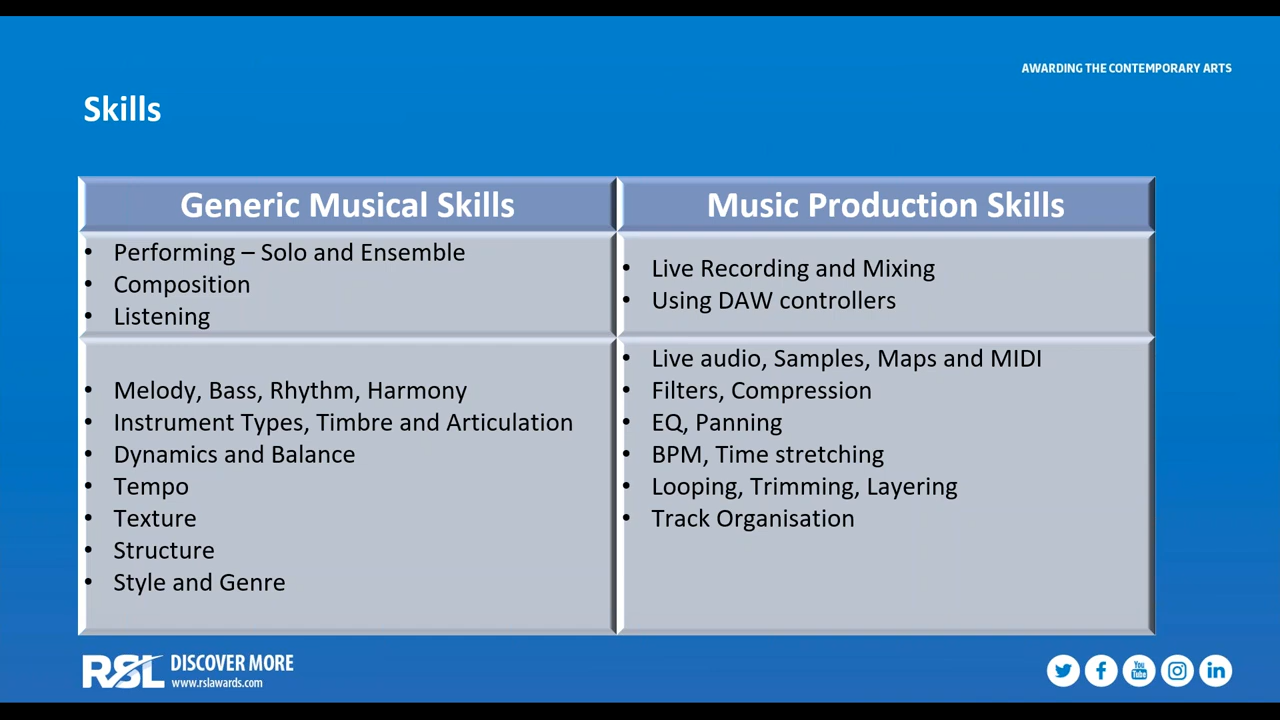 AWARDING THE CONTEMPORARY ARTS
Skills
Generic Musical Skills
Music Production Skills
• Performing – Solo and Ensemble
• Composition
• Listening
• Live Recording and Mixing
• Using DAW controllers
• Melody, Bass, Rhythm, Harmony
• Instrument Types, Timbre and Articulation
• Dynamics and Balance
• Tempo
• Texture
• Structure
• Style and Genre
• Live audio, Samples, Maps and MIDI
• Filters, Compression
• EQ, Panning
• BPM, Time stretching
• Looping, Trimming, Layering
• Track Organisation
RSL DISCOVER MORE
www.rslawards.com
You Tube
in